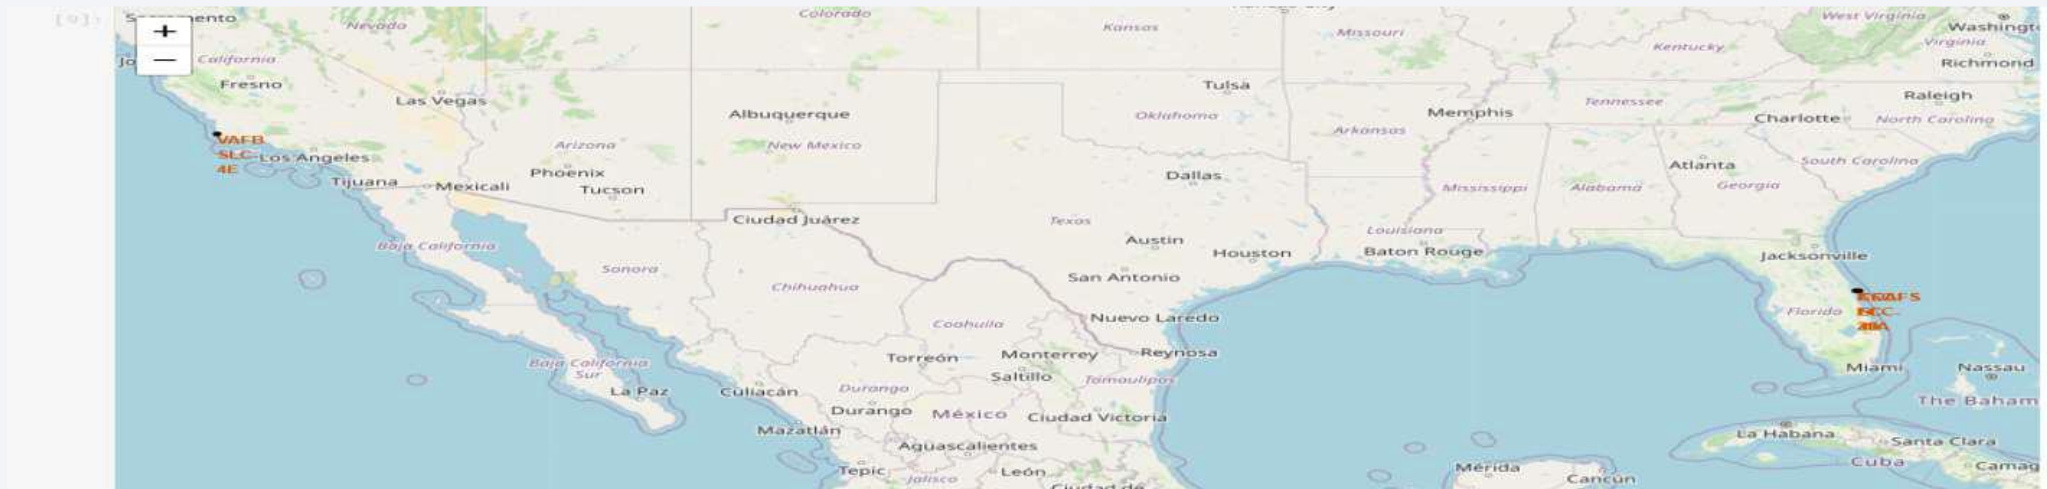 [9]:
+
−
Nevada
Colorado
Kansas
Missouri
West Virginia
Kentucky
Virginia
Richmond
California
Fresno
Las Vegas
Tulsa
Albuquerque
Oklahoma
Memphis
Tennessee
Raleigh
Charlotte
North Carolina
Arkansas
VAFB
SLC-
4E
Los Angeles
Arizona
New Mexico
Atlanta
South Carolina
Phoenix
Dallas
Tijuana
Mexicali
Tucson
Mississippi
Alabama
Georgia
Ciudad Juárez
Texas
Louisiana
Baja California
Austin
Houston
Baton Rouge
Jacksonville
Sonora
San Antonio
Chihuahua
Florida
Nuevo Laredo
Coahuila
Torreón
Monterrey
Reynosa
Baja California
Sur
Saltillo
Tamaulipas
Miami
Nassau
La Paz
Culiacán
Durango
Durango
México
Ciudad Victoria
Mazatlán
Aguascalientes
La Habana
Santa Clara
Cuba
Tepic
León
Jalisco
Mérida
Cancún